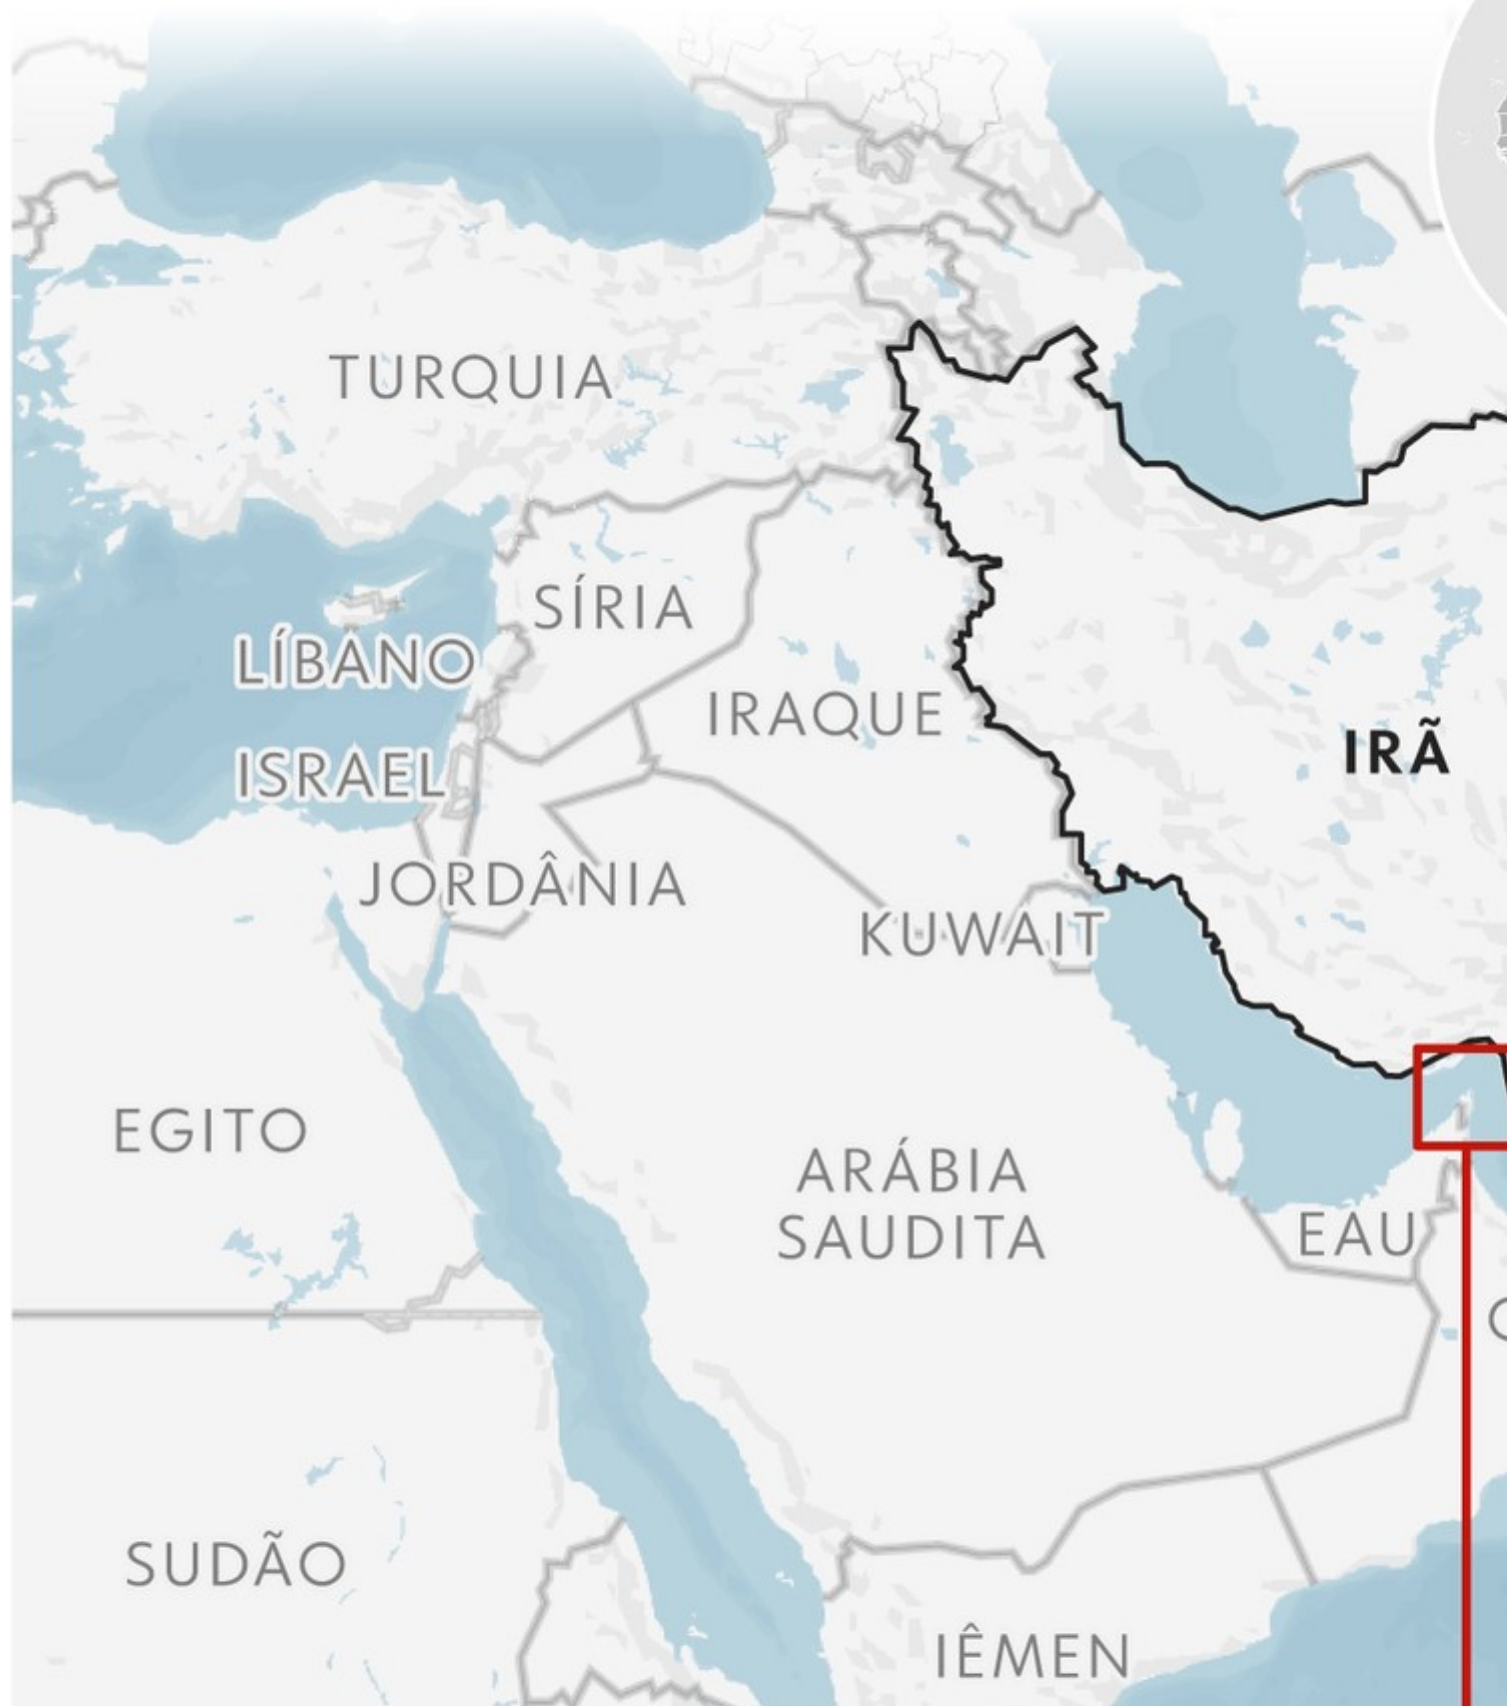 TURQUIA
SÍRIA
LÍBANO
IRAQUE
IRÃ
ISRAEL
JORDÂNIA
KUWAIT
EGITO
ARÁBIA
SAUDITA
EAU
SUDÃO
IÊMEN